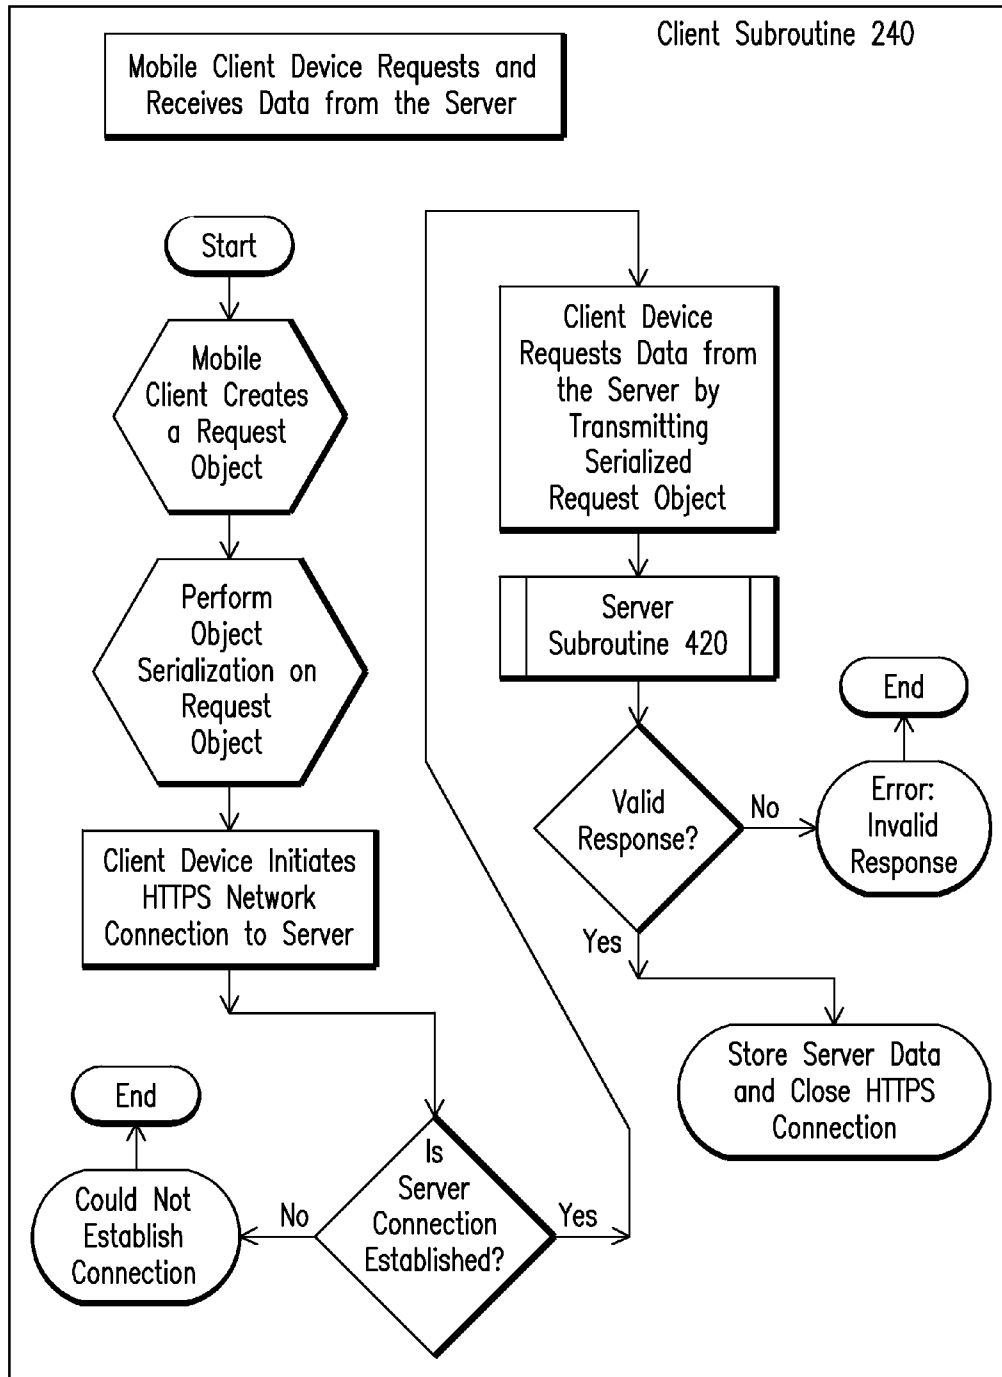 Client Subroutine 240
Mobile Client Device Requests and
Receives Data from the Server
Start
Mobile
Client Creates
a Request
Object
Perform
Object
Serialization on
Request
Object
Client Device Initiates
HTTPS Network
Connection to Server
Is
Server
Connection
Established?
No
Could Not
Establish
Connection
End
Yes
Client Device
Requests Data from
the Server by
Transmitting
Serialized
Request Object
Server
Subroutine 420
Valid
Response?
No
Error:
Invalid
Response
End
Yes
Store Server Data
and Close HTTPS
Connection